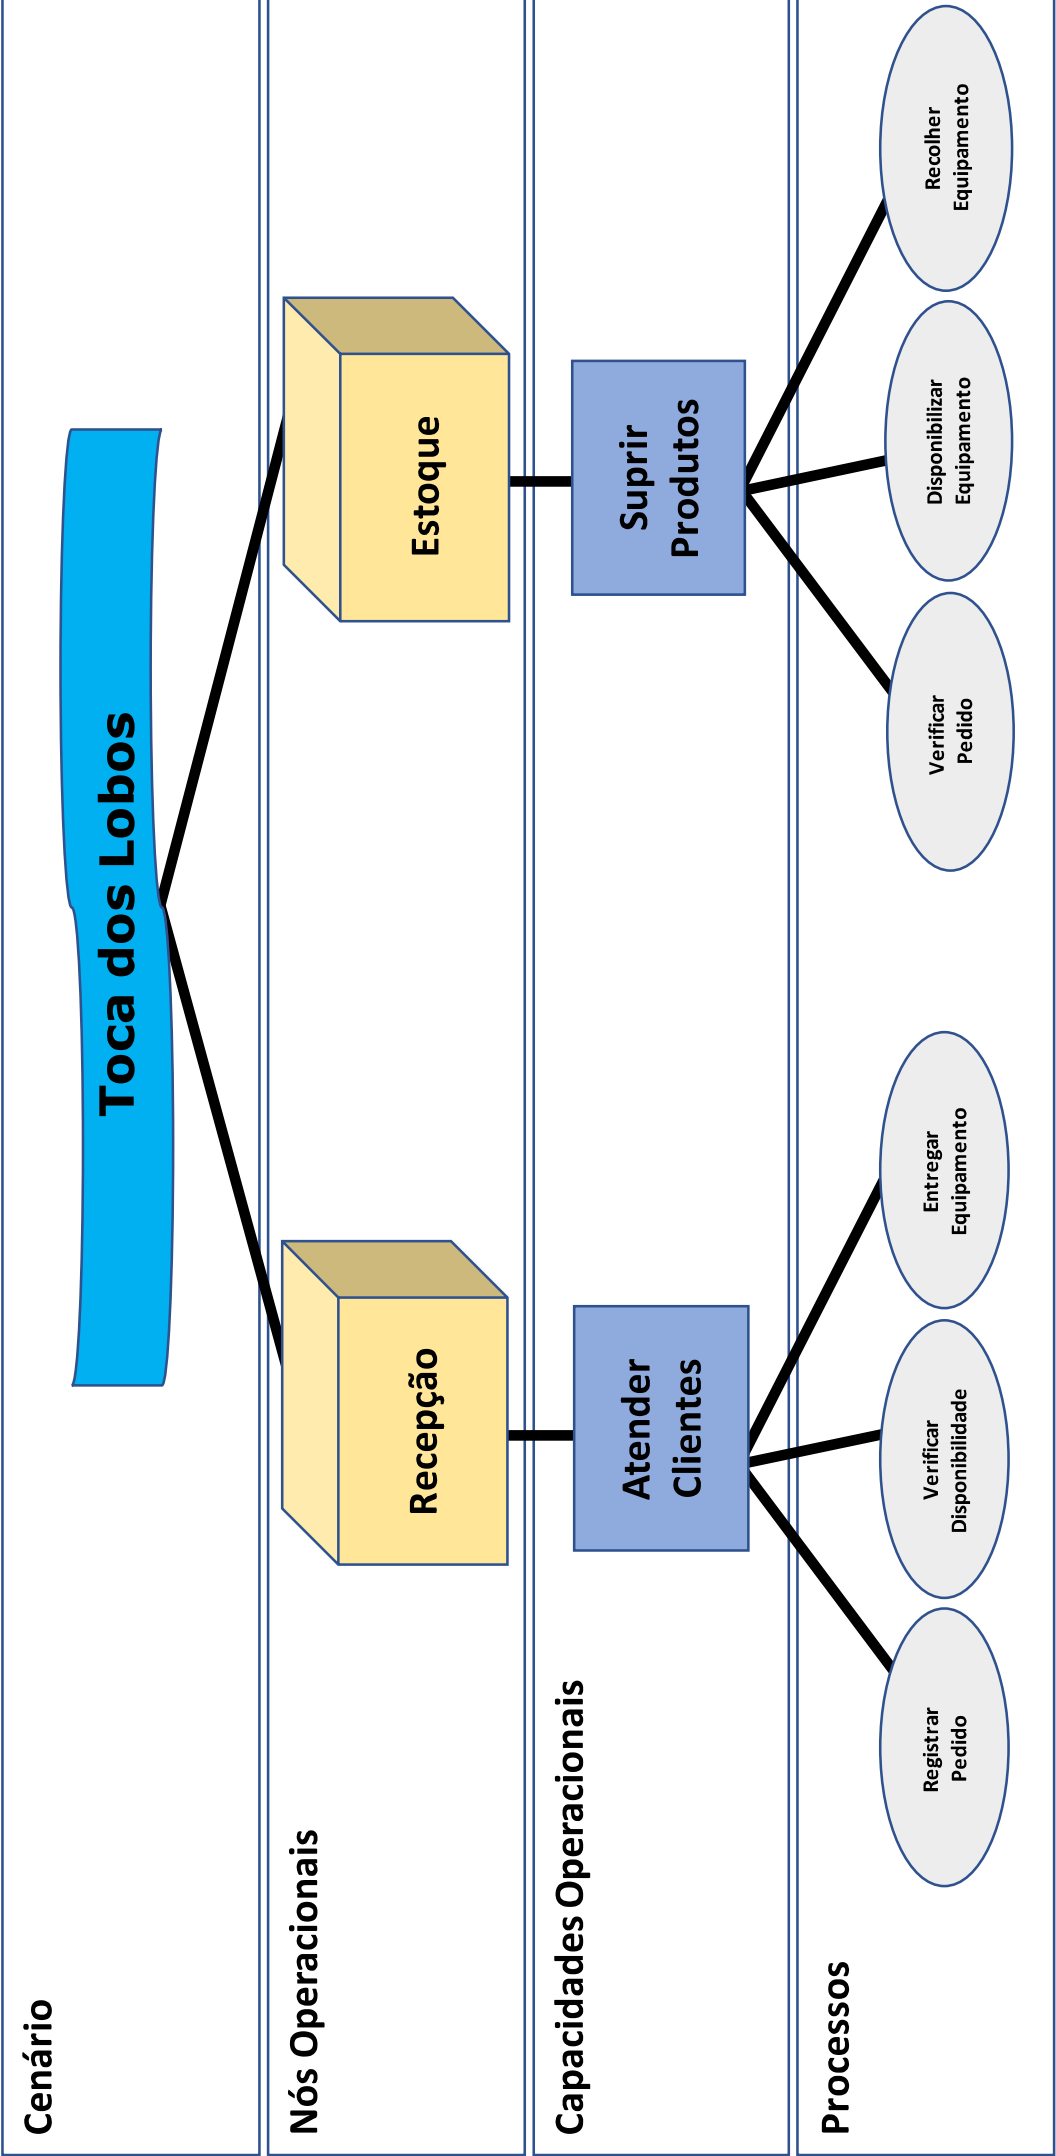 Cenário
Toca dos Lobos
Nós Operacionais
Recepção
Estoque
Capacidades Operacionais
Atender
Clientes
Suprir
Produtos
Processos
Registrar
Pedido
Verificar
Disponibilidade
Entregar
Equipamento
Verificar
Pedido
Disponibilizar
Equipamento
Recolher
Equipamento